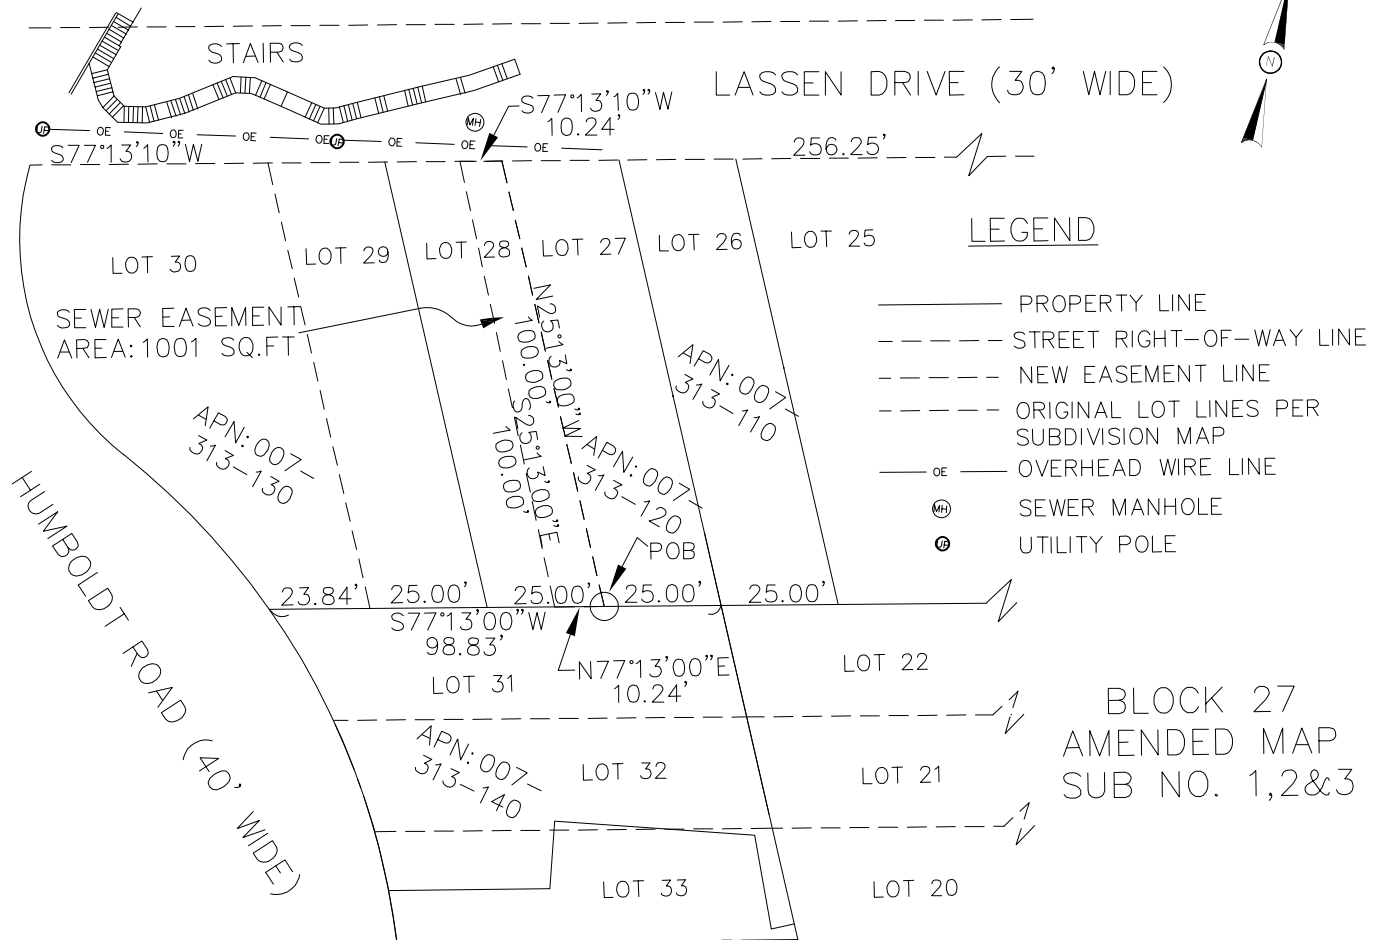 STAIRS
LASSEN DRIVE (30' WIDE)
N
S77°13'10"W
10.24'
MH
UP
OE
OE
OE
OE
UP
OE
OE
OE
S77°13'10"W
256.25'
LOT 30
LOT 29
LOT 28
LOT 27
LOT 26
LOT 25
SEWER EASEMENT
AREA: 1001 SQ.FT
N25°13'00"W
100.00'
S25°13'00"E
100.00'
APN: 007-
313-130
APN: 007-
313-120
APN: 007-
313-110
LEGEND
PROPERTY LINE
STREET RIGHT-OF-WAY LINE
NEW EASEMENT LINE
ORIGINAL LOT LINES PER
SUBDIVISION MAP
OE
OVERHEAD WIRE LINE
MH
SEWER MANHOLE
UP
UTILITY POLE
POB
23.84'
25.00'
25.00'
25.00'
25.00'
S77°13'00"W
98.83'
N77°13'00"E
10.24'
HUMBOLDT ROAD (40' WIDE)
LOT 31
LOT 22
APN: 007-
313-140
LOT 32
LOT 21
LOT 33
LOT 20
BLOCK 27
AMENDED MAP
SUB NO. 1,2&3